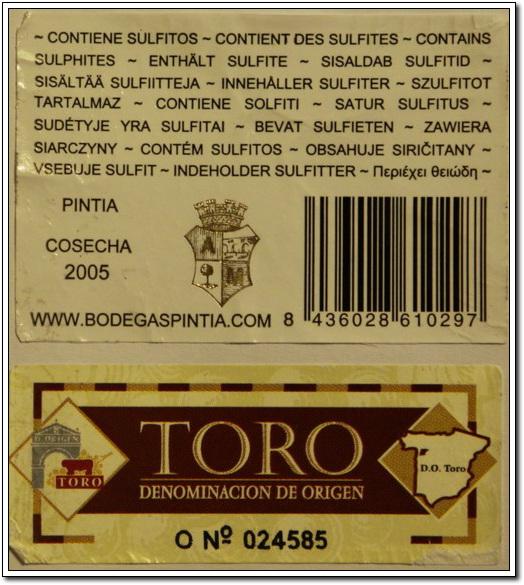 ~ CONTIENE SULFITOS ~ CONTIENT DES SULFITES ~ CONTAINS
SULPHITES ~ ENTHÄLT SULFITE ~ SISALDAB SULFITID ~
SISÄLTÄÄ SULFIITTEJA ~ INNEHÅLLER SULFITER ~ SZULFITOT
TARTALMAZ ~ CONTIENE SOLFITI ~ SATUR SULFITUS ~
SUDĖTYJE YRA SULFITAI ~ BEVAT SULFIETEN ~ ZAWIERA
SIARCZYNY ~ CONTÉM SULFITOS ~ OBSAHUJE SIRIČITANY ~
VSEBUJE SULFIT ~ INDEHOLDER SULFITTER ~ Περιέχει θειώδη ~
PINTIA
COSECHA
2005
WWW.BODEGASPINTIA.COM
8 436028 610297
TORO
DENOMINACION DE ORIGEN
O Nº 024585
D. ORIGEN
TORO
D.O. Toro